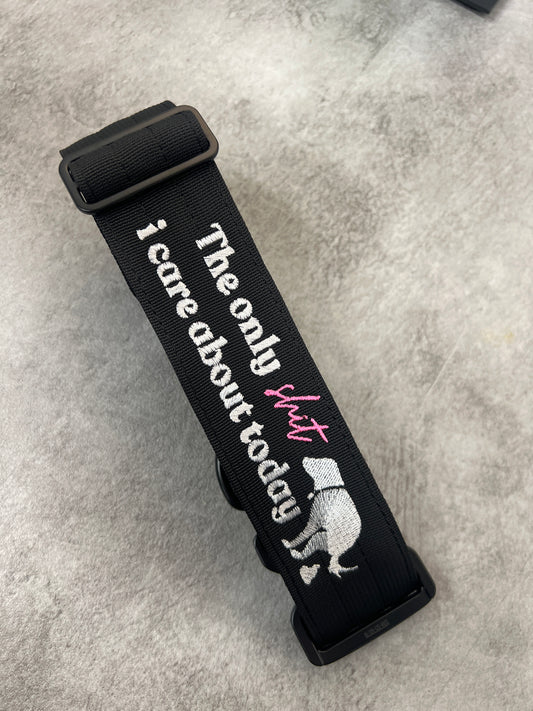 The only shit
i care about today